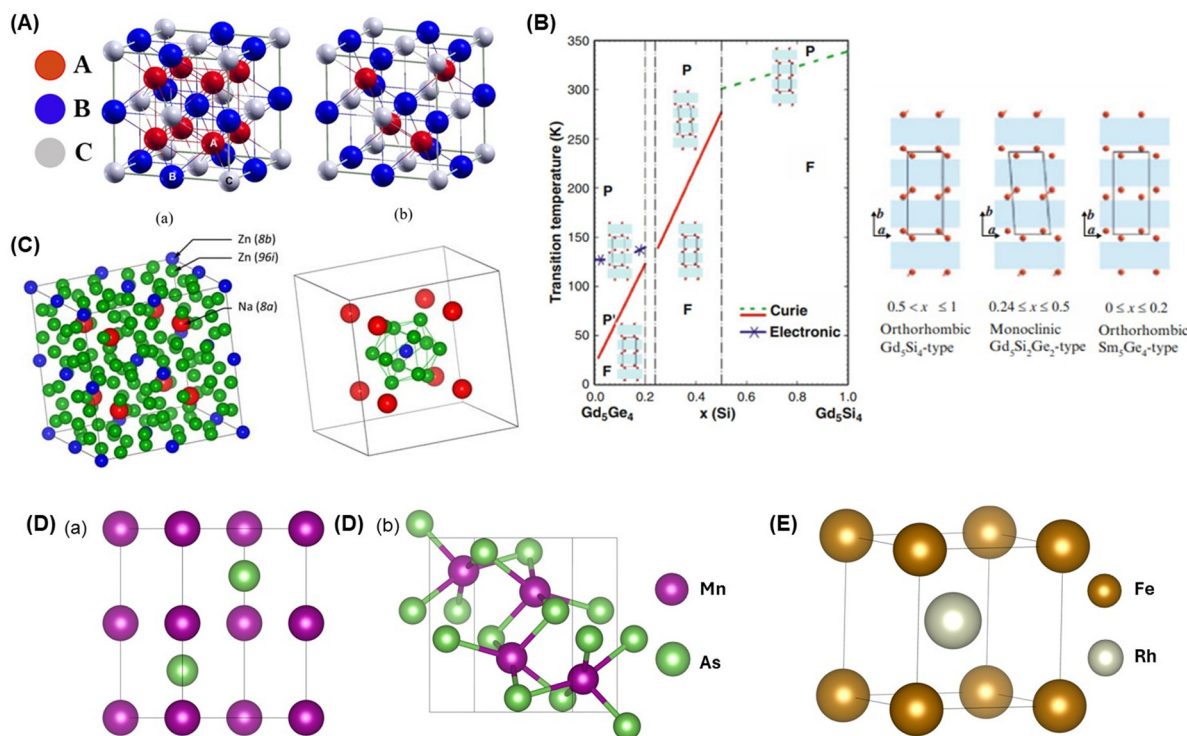 (A)
A
B
C
A
B
C
(a)
(b)
(B)
Transition temperature (K)
350
300
250
200
150
100
50
0
P
P
P
P'
F
F
F
Curie
Electronic
0.0
0.2
0.4
0.6
0.8
1.0
Gd5Ge4
x (Si)
Gd5Si4
b
a
b
a
b
a
0.5 < x ≤ 1
Orthorhombic
Gd5Si4-type
0.24 ≤ x ≤ 0.5
Monoclinic
Gd5Si2Ge2-type
0 ≤ x ≤ 0.2
Orthorhombic
Sm5Ge4-type
(C)
Zn (8b)
Zn (96i)
Na (8a)
(D) (a)
(D) (b)
Mn
As
(E)
Fe
Rh